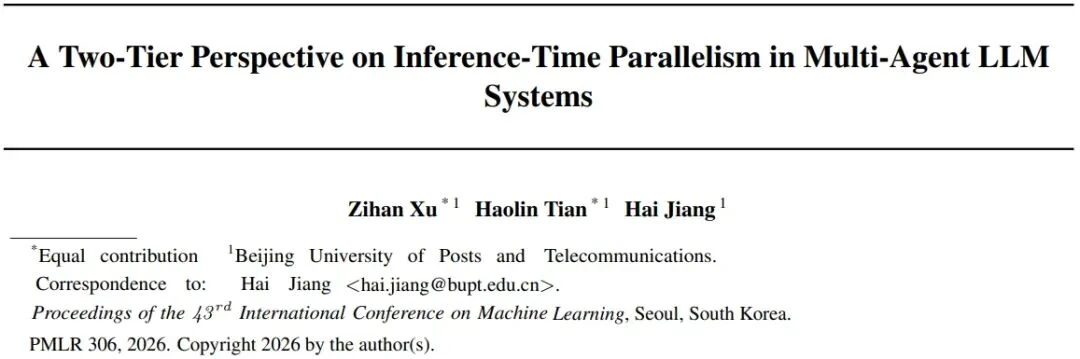 A Two-Tier Perspective on Inference-Time Parallelism in Multi-Agent LLM
Systems
Zihan Xu * 1 Haolin Tian * 1 Hai Jiang 1
*Equal contribution 1Beijing University of Posts and Telecommunications.
Correspondence to: Hai Jiang <hai.jiang@bupt.edu.cn>.
Proceedings of the 43rd International Conference on Machine Learning, Seoul, South Korea.
PMLR 306, 2026. Copyright 2026 by the author(s).